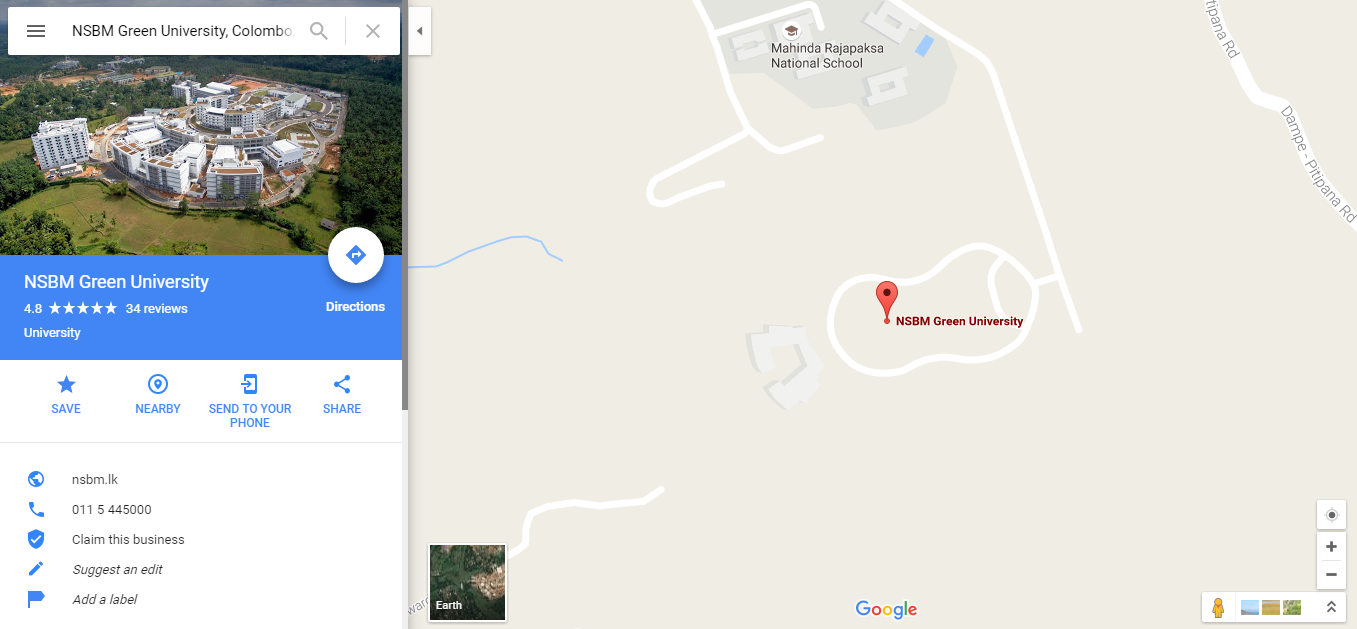 NSBM Green University, Colombo,
NSBM Green University
4.8 ★★★★★ 34 reviews
Directions
University
SAVE
NEARBY
SEND TO YOUR
PHONE
SHARE
nsbm.lk
011 5 445000
Claim this business
Suggest an edit
Add a label
Earth
Mahinda Rajapaksa
National School
NSBM Green University
Pitipana Rd
Dampe - Pitipana Rd
Google